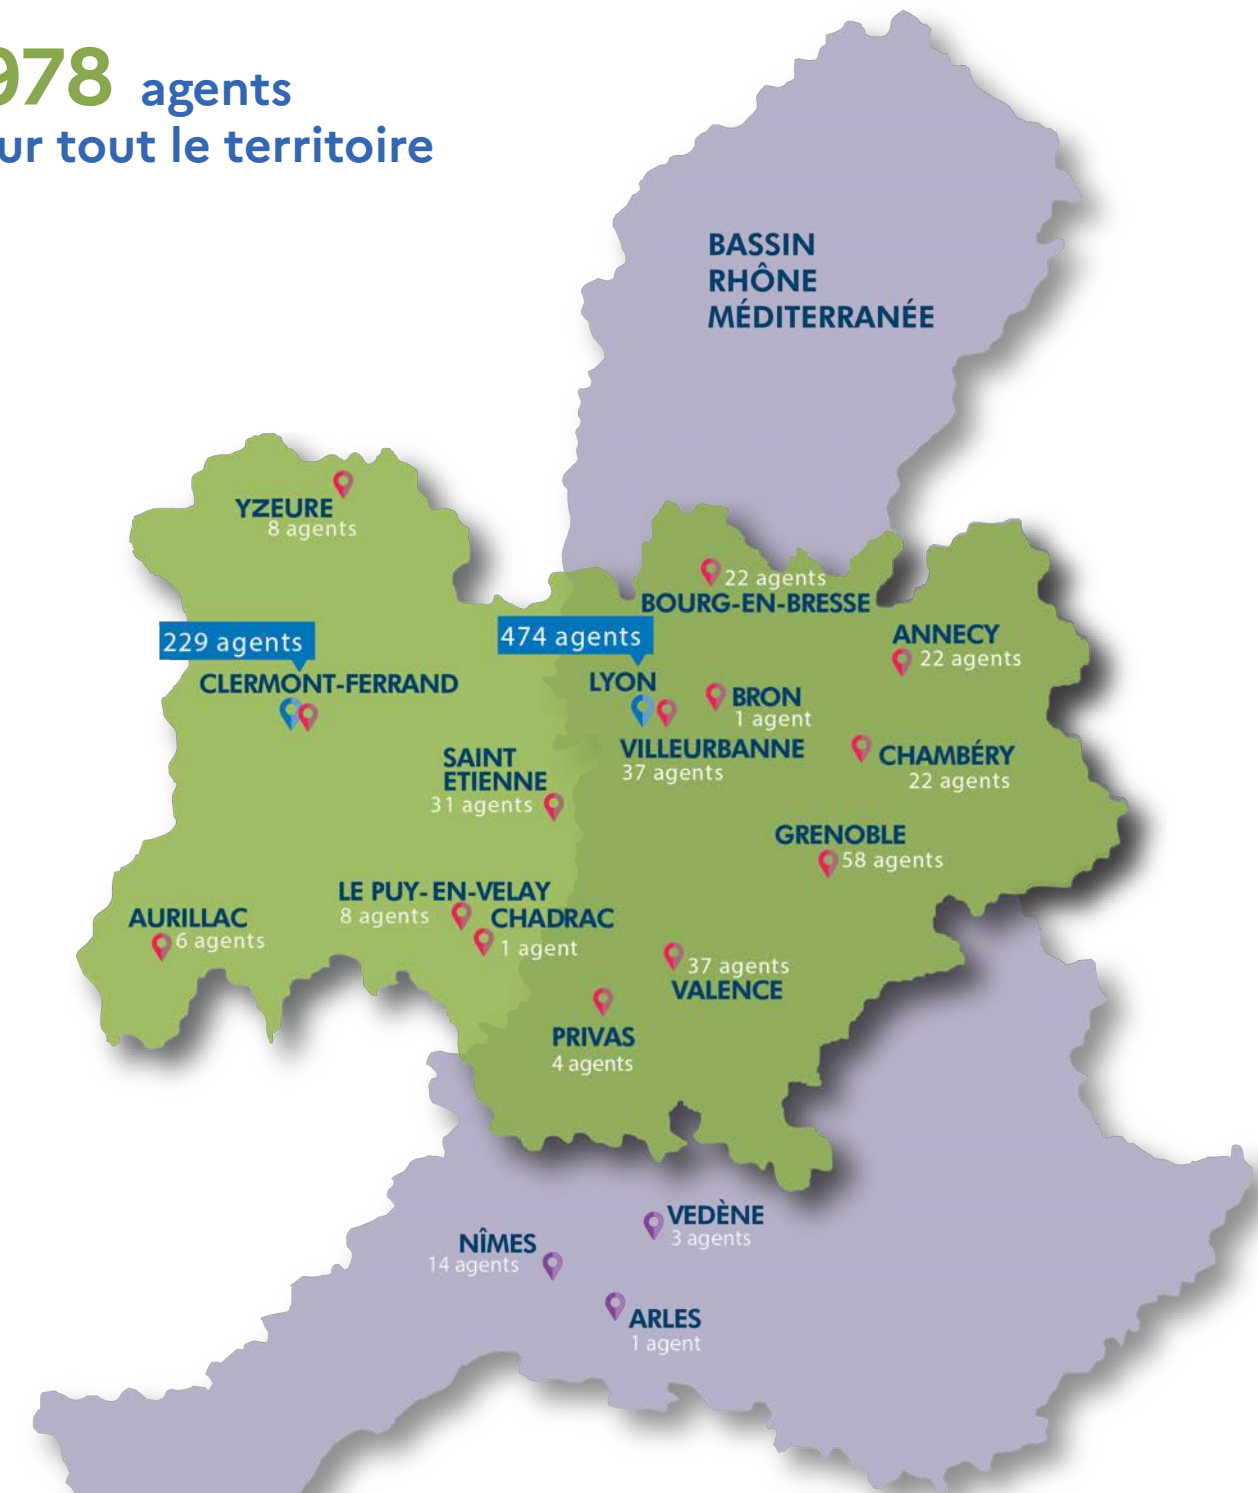 978 agents
ur tout le territoire
BASSIN
RHÔNE
MÉDITERRANÉE
YZEURE
8 agents
22 agents
BOURG-EN-BRESSE
229 agents
CLERMONT-FERRAND
474 agents
LYON
ANNECY
22 agents
BRON
1 agent
VILLEURBANNE
37 agents
CHAMBÉRY
22 agents
SAINT
ETIENNE
31 agents
GRENOBLE
58 agents
LE PUY-EN-VELAY
8 agents
CHADRAC
1 agent
AURILLAC
6 agents
37 agents
VALENCE
PRIVAS
4 agents
VEDÈNE
3 agents
NÎMES
14 agents
ARLES
1 agent